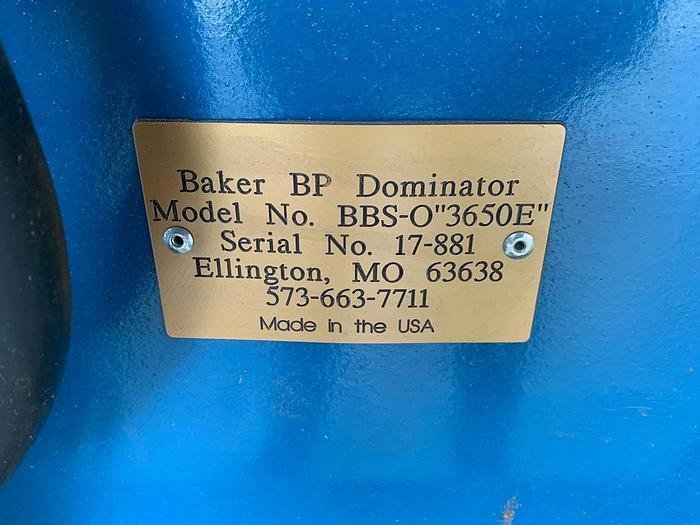 Baker BP Dominator
Model No. BBS-O"3650E"
Serial No. 17-881
Ellington, MO 63638
573-663-7711
Made in the USA